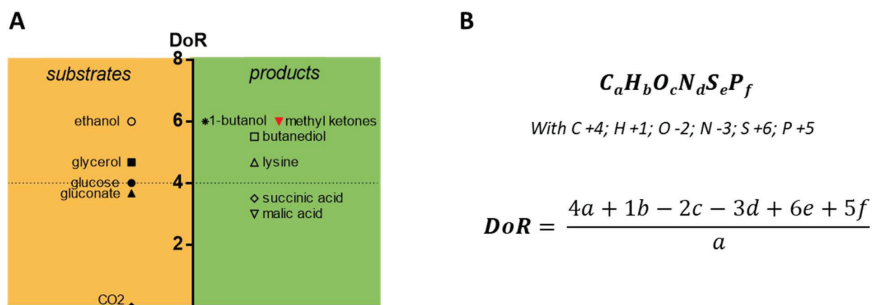 A
DoR
8
substrates
products
ethanol
6
1-butanol
methyl ketones
butanediol
glycerol
lysine
glucose
4
gluconate
succinic acid
malic acid
2
CO2
B
CaHbOcNdSePf
With C +4; H +1; O -2; N -3; S +6; P +5
DoR = 4a + 1b − 2c − 3d + 6e + 5f
a